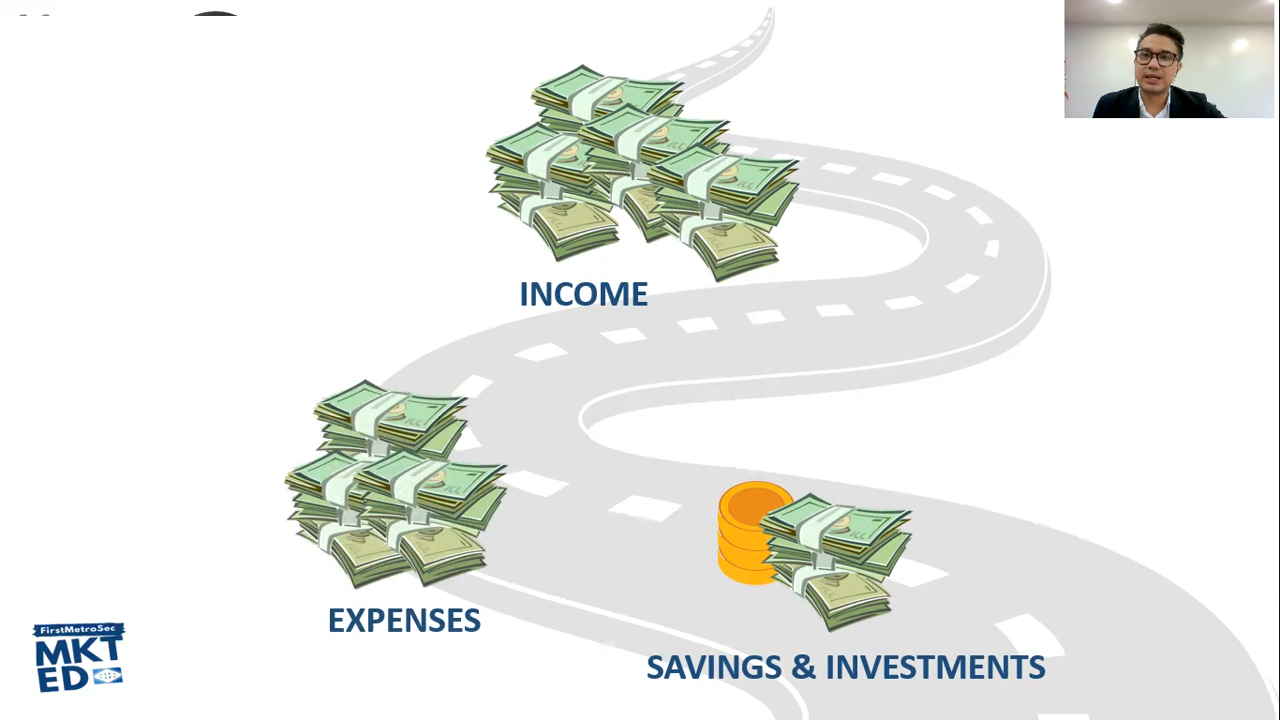 INCOME
EXPENSES
SAVINGS & INVESTMENTS
FirstMetroSec
MKT
ED